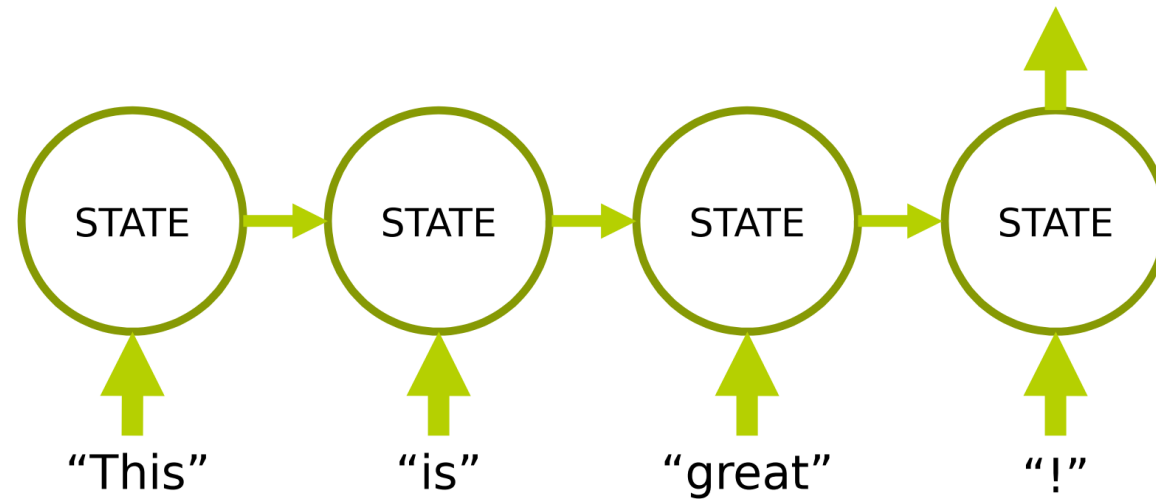 STATE STATE STATE STATE
“This” “is” “great” “!”